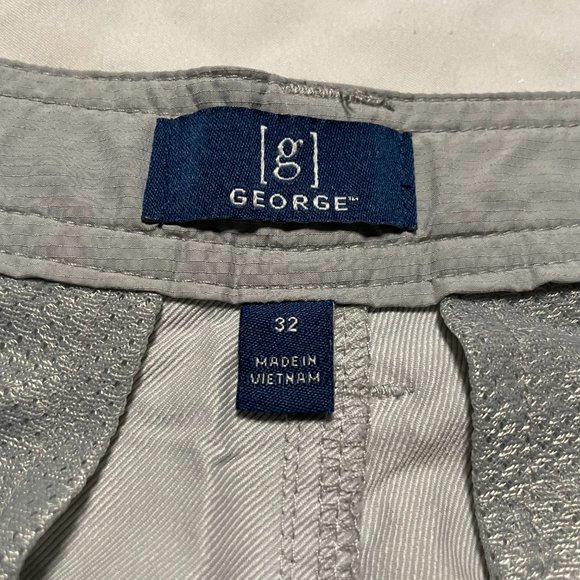 [g]
GEORGE™
32
MADE IN
VIETNAM